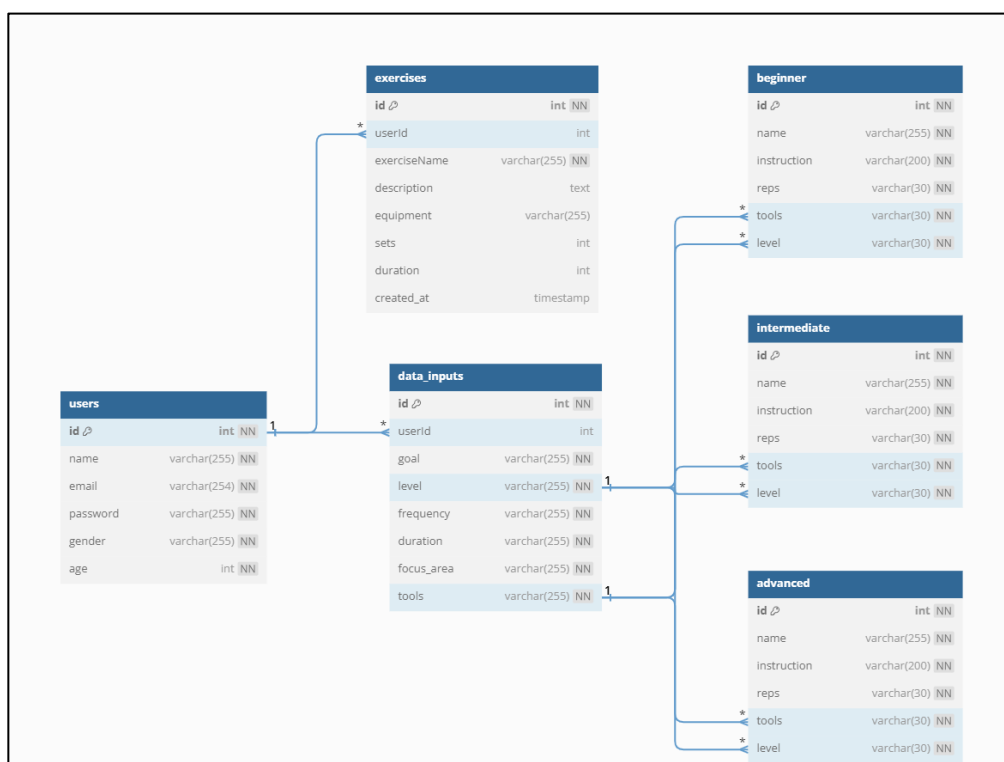 exercises
id int NN
* userId int
exerciseName varchar(255) NN
description text
equipment varchar(255)
sets int
duration int
created_at timestamp
users
1
id int NN
name varchar(255) NN
email varchar(254) NN
password varchar(255) NN
gender varchar(255) NN
age int NN
data_inputs
id int NN
* userId int
goal varchar(255) NN
level varchar(255) NN 1
frequency varchar(255) NN
duration varchar(255) NN
focus_area varchar(255) NN
tools varchar(255) NN 1
beginner
id int NN
name varchar(255) NN
instruction varchar(200) NN
reps varchar(30) NN
* tools varchar(30) NN
* level varchar(30) NN
intermediate
id int NN
name varchar(255) NN
instruction varchar(200) NN
reps varchar(30) NN
* tools varchar(30) NN
* level varchar(30) NN
advanced
id int NN
name varchar(255) NN
instruction varchar(200) NN
reps varchar(30) NN
* tools varchar(30) NN
* level varchar(30) NN